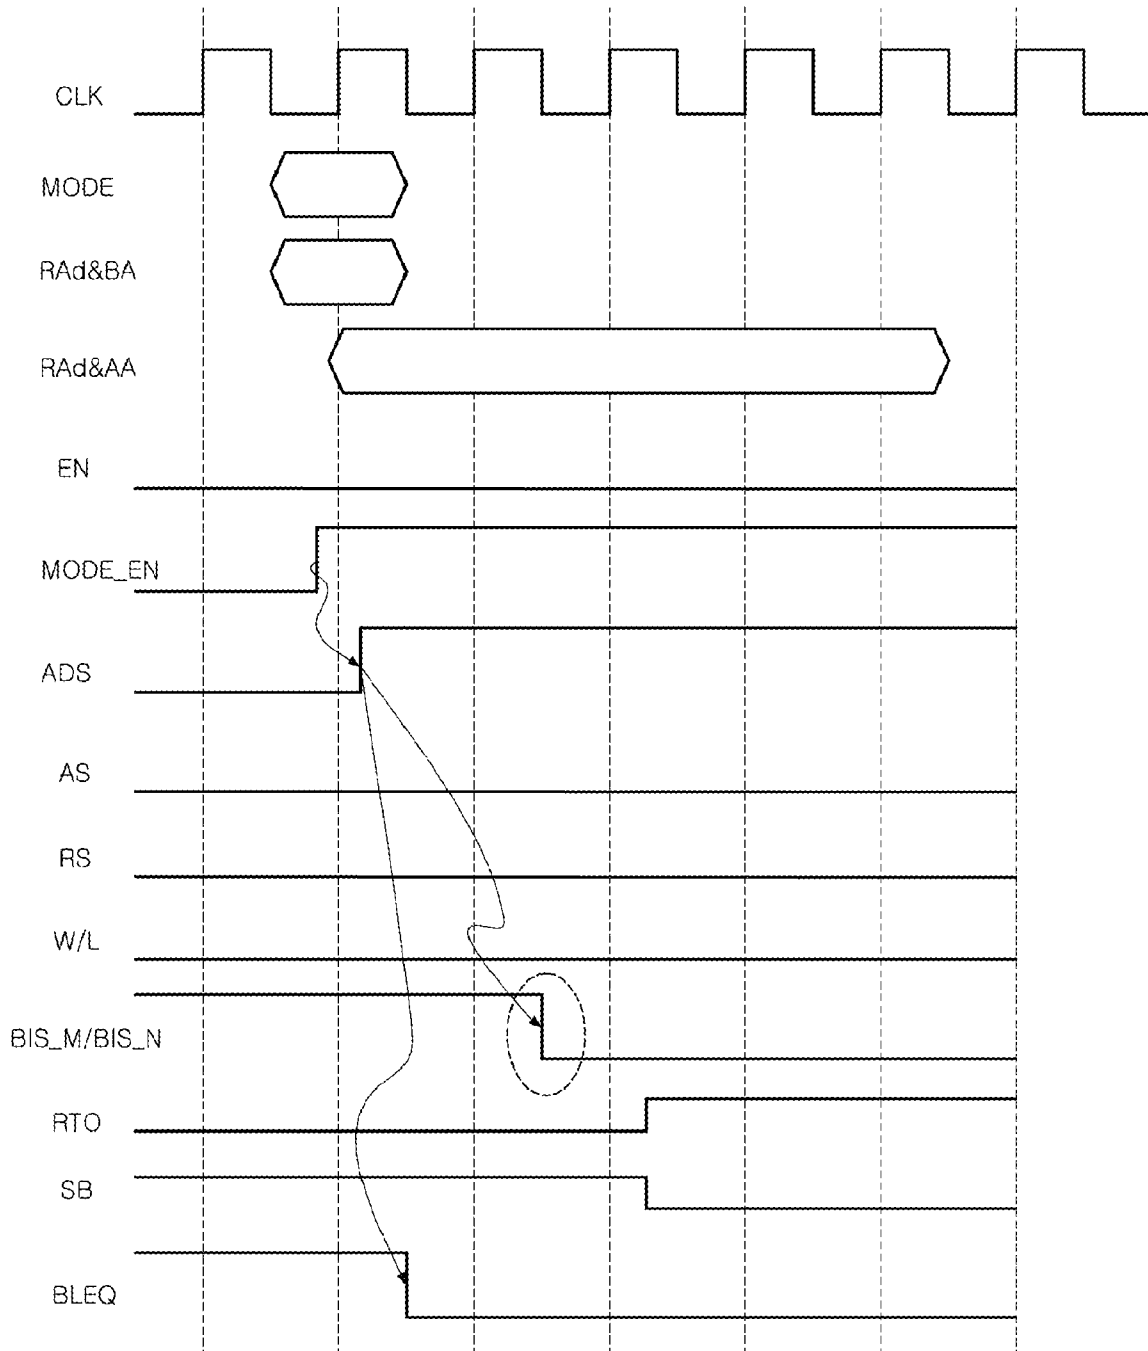 CLK
MODE
RAd&BA
RAd&AA
EN
MODE_EN
ADS
AS
RS
W/L
BIS_M/BIS_N
RTO
SB
BLEQ